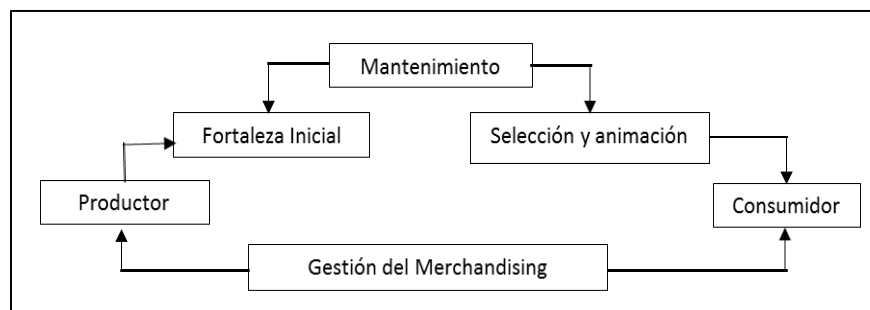 Mantenimiento
Fortaleza Inicial
Selección y animación
Productor
Consumidor
Gestión del Merchandising